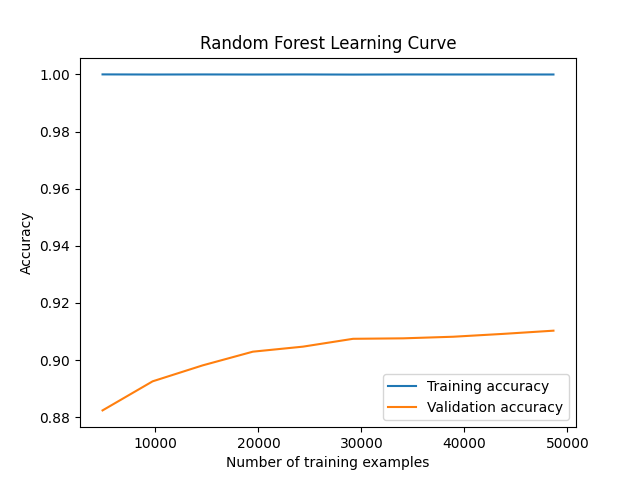 Random Forest Learning Curve
1.00
0.98
0.96
0.94
0.92
0.90
0.88
Accuracy
Training accuracy
Validation accuracy
10000 20000 30000 40000 50000
Number of training examples